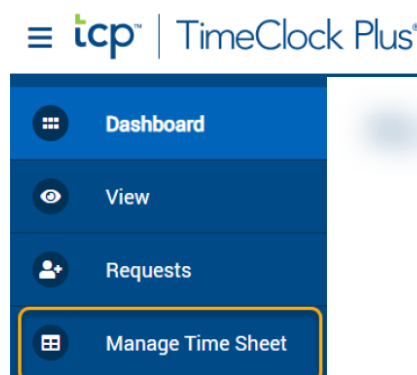 tcp™ | TimeClock Plus®
Dashboard
View
Requests
Manage Time Sheet